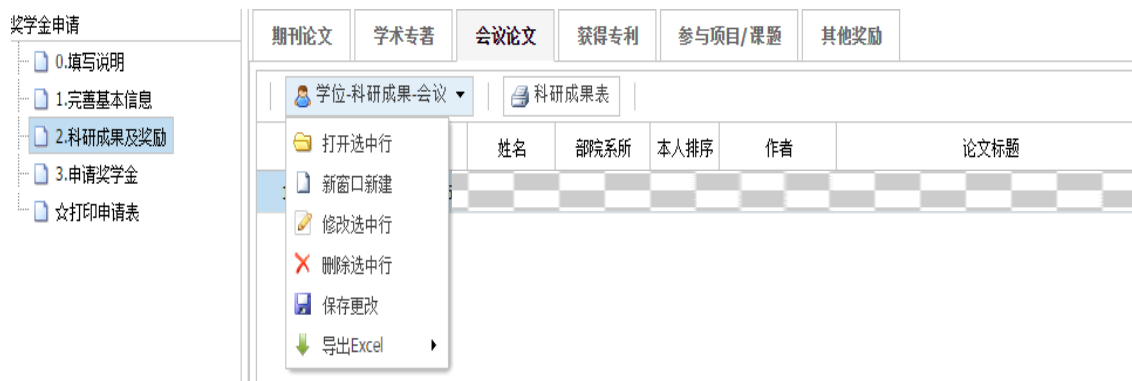 奖学金申请
0.填写说明
1.完善基本信息
2.科研成果及奖励
3.申请奖学金
☆打印申请表
期刊论文 学术专著 会议论文 获得专利 参与项目/课题 其他奖励
学位-科研成果-会议 科研成果表
姓名 部院系所 本人排序 作者 论文标题
打开选中行
新窗口新建
修改选中行
删除选中行
保存更改
导出Excel